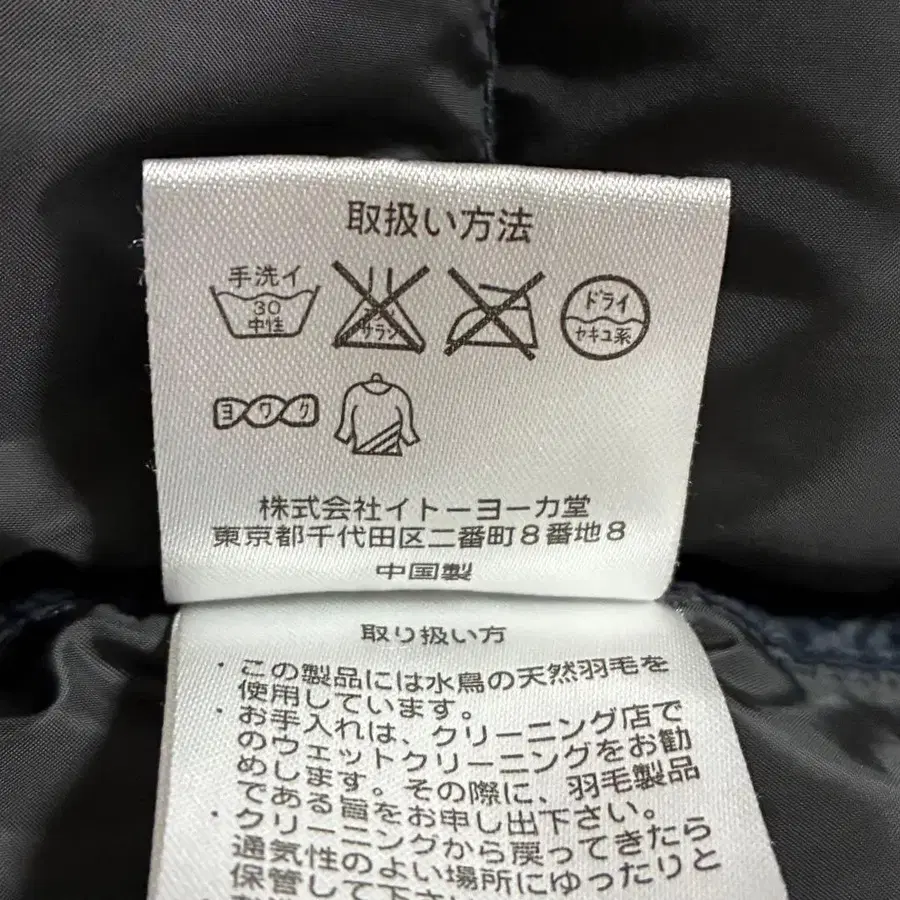 取扱い方法
手洗イ
30
中性
サラシ
ドライ
セキユ系
ヨワク
株式会社イトーヨーカ堂
東京都千代田区二番町8番地8
中国製
取り扱い方
・この製品には水鳥の天然羽毛を
使用しています。
・お手入れは、クリーニング店で
のウェットクリーニングをお勧
めします。その際に、羽毛製品
である旨をお申し出下さい。
・クリーニングから戻ってきたら
通気性のよい場所にゆったりと
保管して下さ